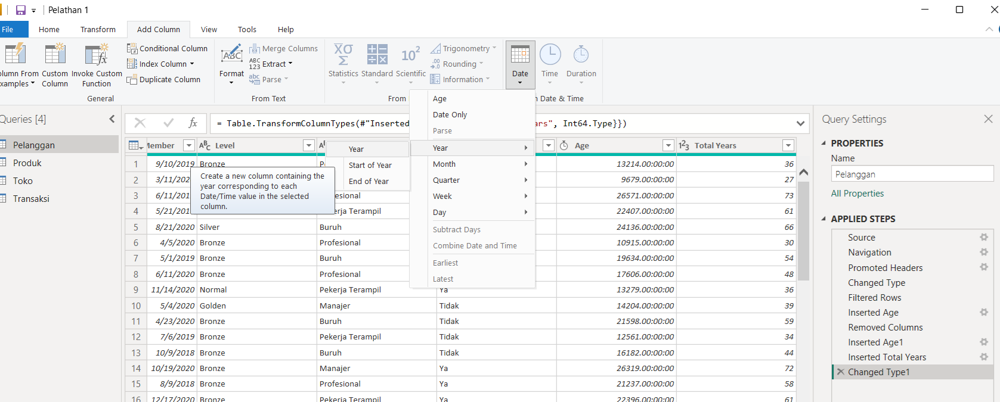 Pelathan 1
File Home Transform Add Column View Tools Help
Column From Examples
Custom Column
Invoke Custom Function
Conditional Column
Index Column
Duplicate Column
General
Format
ABC
Merge Columns
ABC 123 Extract
abc Parse
From Text
XσΣ Statistics
Standard
10² Scientific
Trigonometry
.00 →.0 Rounding
Information
From
Date
Time
Duration
n Date & Time
Queries [4]
Pelanggan
Produk
Toko
Transaksi
fx
= Table.TransformColumnTypes(#"Inserted ars", Int64.Type}})
Member ABC Level AB Age 123 Total Years
1 9/10/2019 Bronze P 13214.00:00:00 36
2 3/11/202 9679.00:00:00 27
3 6/11/201 esional 26571.00:00:00 73
4 5/21/201 erja Terampil 22407.00:00:00 61
5 8/21/2020 Silver Buruh 24136.00:00:00 66
6 4/5/2020 Bronze Profesional 10915.00:00:00 30
7 5/1/2019 Bronze Buruh 19634.00:00:00 54
8 6/11/2020 Bronze Profesional 17606.00:00:00 48
9 11/14/2020 Normal Pekerja Terampil Ya 13279.00:00:00 36
10 5/4/2020 Golden Manajer Tidak 14204.00:00:00 39
11 4/23/2020 Bronze Buruh Tidak 21598.00:00:00 59
12 7/6/2019 Bronze Pekerja Terampil Tidak 12561.00:00:00 34
13 10/9/2018 Bronze Buruh Tidak 16182.00:00:00 44
14 10/19/2020 Bronze Manajer Ya 26319.00:00:00 72
15 8/9/2018 Bronze Profesional Ya 21237.00:00:00 58
16 12/17/2020 Bronze Pekerja Terampil Ya 22396.00:00:00 61
Age
Date Only
Parse
Year
Month
Quarter
Week
Day
Subtract Days
Combine Date and Time
Earliest
Latest
Year
Start of Year
End of Year
Create a new column containing the
year corresponding to each
Date/Time value in the selected
column.
Query Settings
PROPERTIES
Name
Pelanggan
All Properties
APPLIED STEPS
Source
Navigation
Promoted Headers
Changed Type
Filtered Rows
Inserted Age
Removed Columns
Inserted Age1
Inserted Total Years
Changed Type1